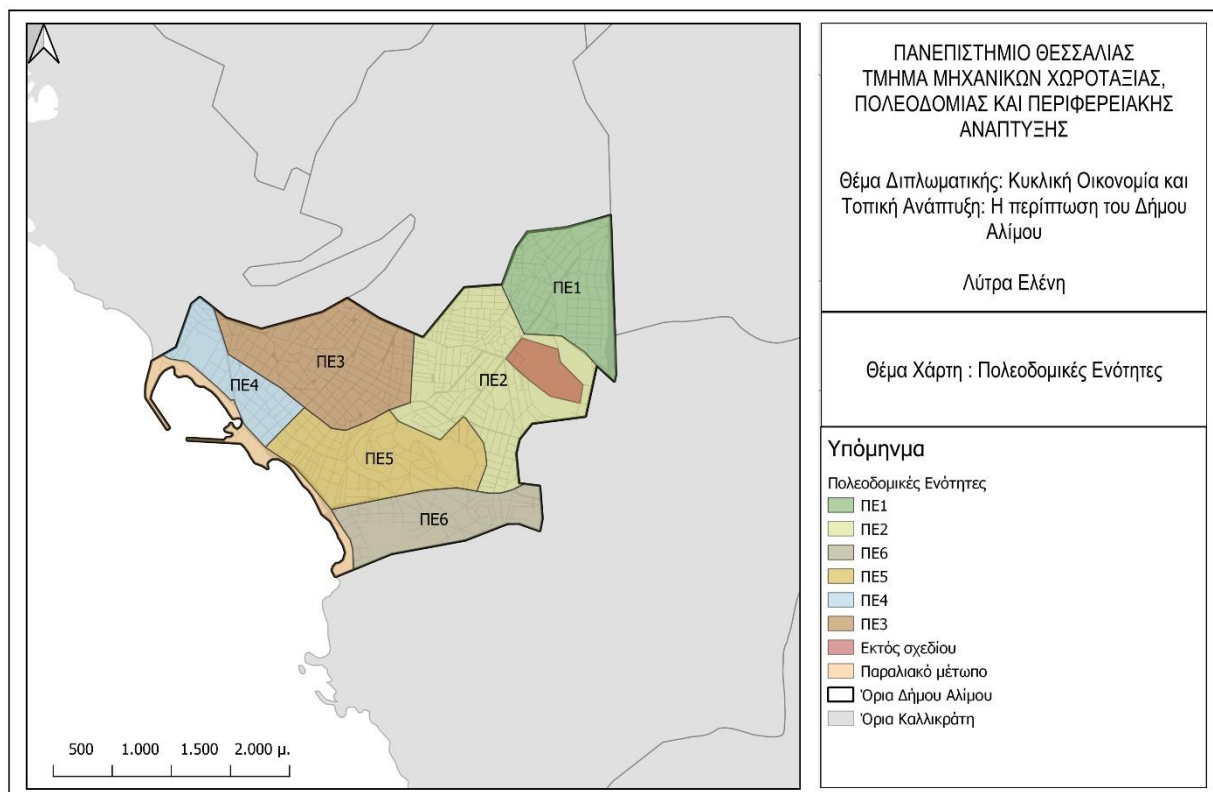 ΠΑΝΕΠΙΣΤΗΜΙΟ ΘΕΣΣΑΛΙΑΣ
ΤΜΗΜΑ ΜΗΧΑΝΙΚΩΝ ΧΩΡΟΤΑΞΙΑΣ,
ΠΟΛΕΟΔΟΜΙΑΣ ΚΑΙ ΠΕΡΙΦΕΡΕΙΑΚΗΣ
ΑΝΑΠΤΥΞΗΣ
Θέμα Διπλωματικής: Κυκλική Οικονομία και
Τοπική Ανάπτυξη: Η περίπτωση του Δήμου
Αλίμου
Λύτρα Ελένη
Θέμα Χάρτη : Πολεοδομικές Ενότητες
Υπόμνημα
Πολεοδομικές Ενότητες
ΠΕ1
ΠΕ2
ΠΕ6
ΠΕ5
ΠΕ4
ΠΕ3
Εκτός σχεδίου
Παραλιακό μέτωπο
Όρια Δήμου Αλίμου
Όρια Καλλικράτη
ΠΕ1
ΠΕ3
ΠΕ2
ΠΕ4
ΠΕ5
ΠΕ6
500 1.000 1.500 2.000 μ.